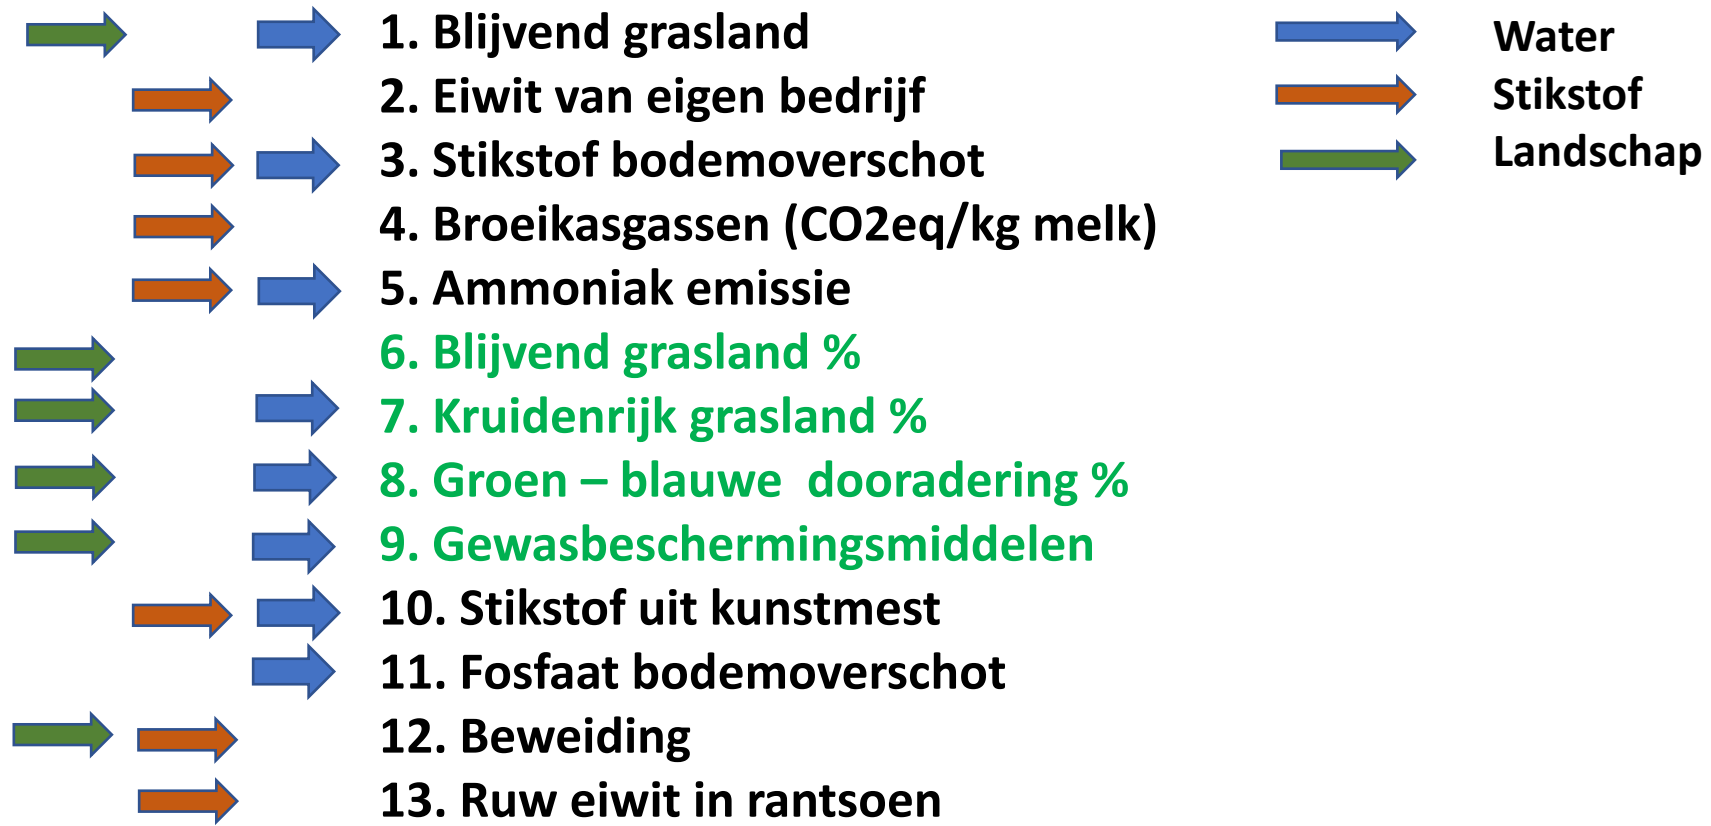 1. Blijvend grasland
2. Eiwit van eigen bedrijf
3. Stikstof bodemoverschot
4. Broeikasgassen (CO2eq/kg melk)
5. Ammoniak emissie
6. Blijvend grasland %
7. Kruidenrijk grasland %
8. Groen – blauwe  dooradering %
9. Gewasbeschermingsmiddelen
10. Stikstof uit kunstmest
11. Fosfaat bodemoverschot
12. Beweiding
13. Ruw eiwit in rantsoen
Water
Stikstof
Landschap